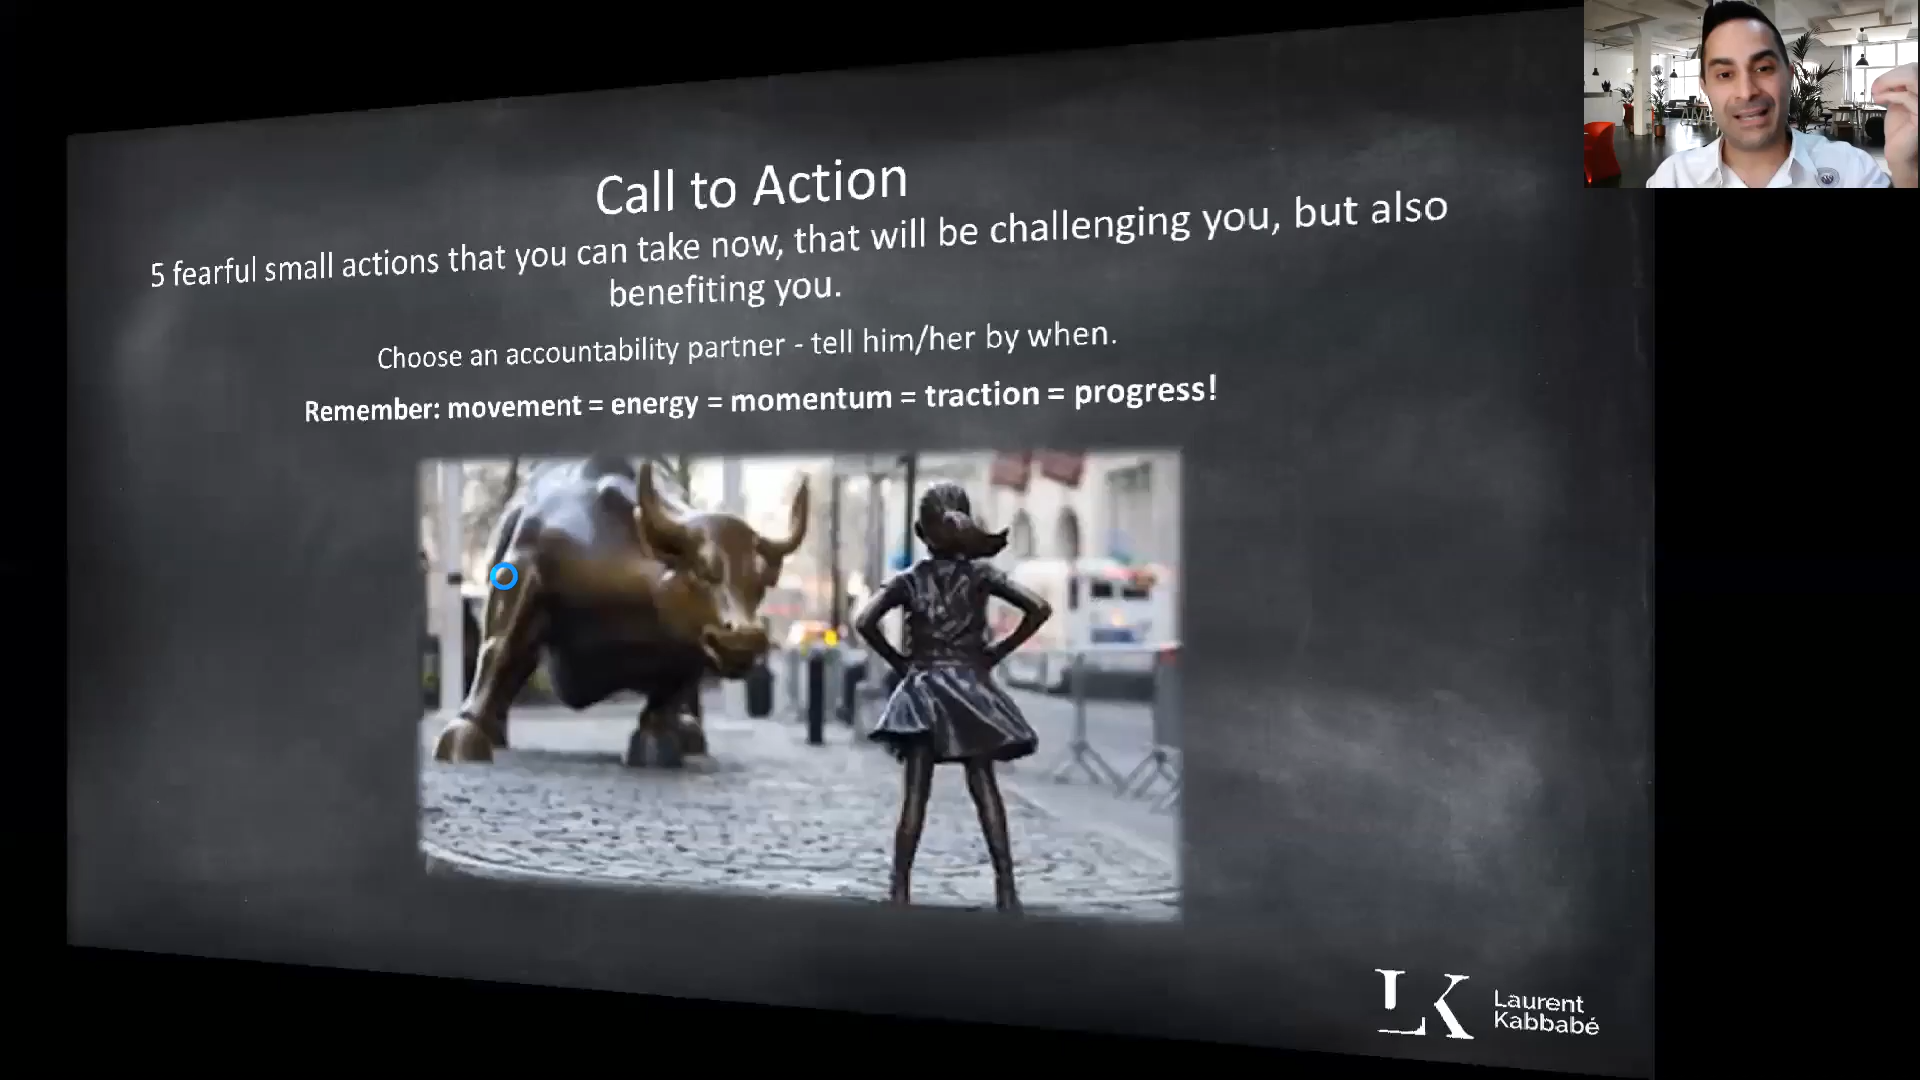 Call to Action
5 fearful small actions that you can take now, that will be challenging you, but also
benefiting you.
Choose an accountability partner - tell him/her by when.
Remember: movement = energy = momentum = traction = progress!
LK
Laurent
Kabbabé